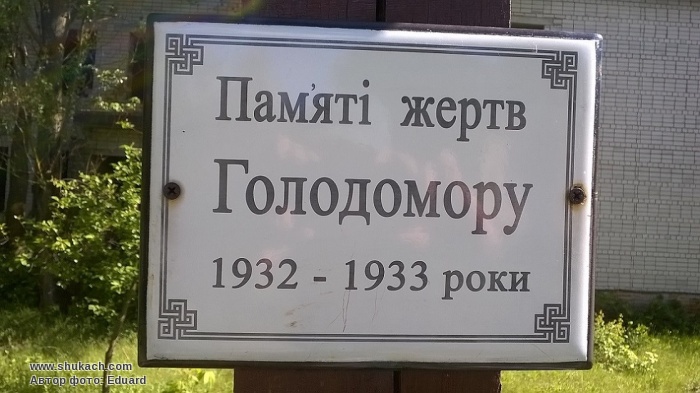 Пам'яті жертв
Голодомору
1932 - 1933 роки
www.shukach.com
Автор фото: Eduard